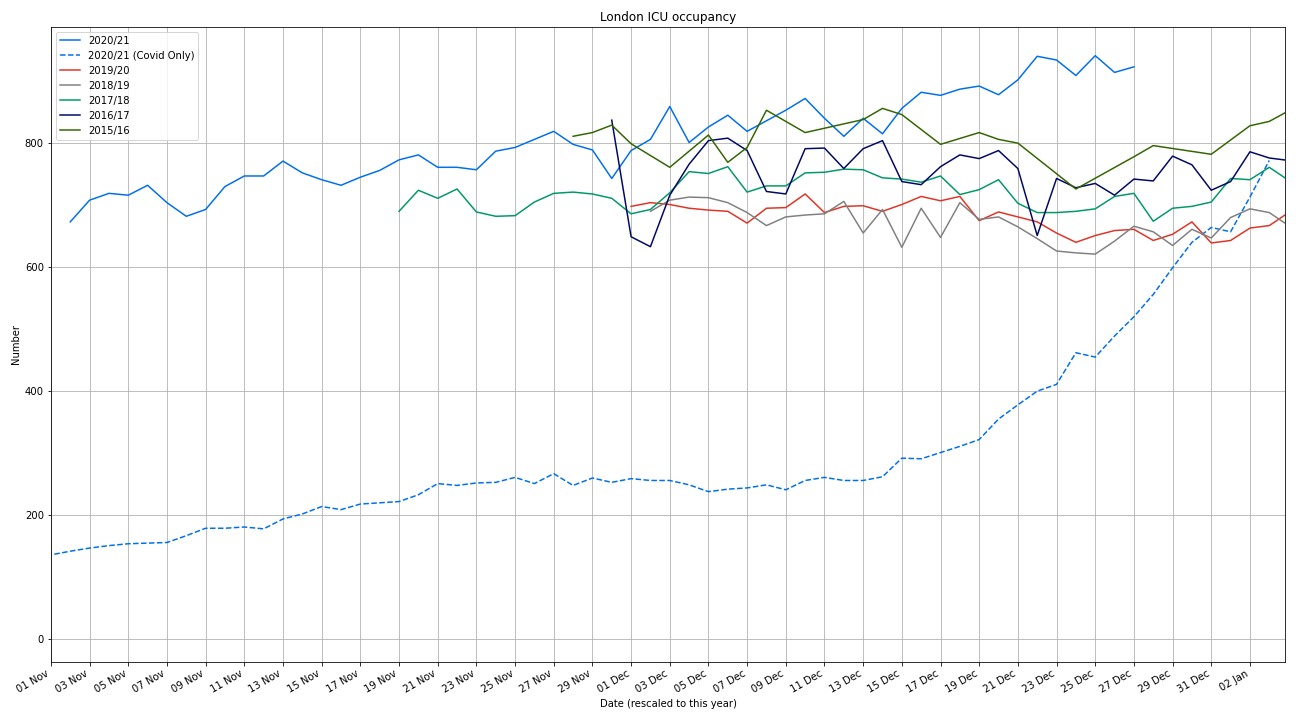 London ICU occupancy
2020/21
2020/21 (Covid Only)
2019/20
2018/19
2017/18
2016/17
2015/16
Number
800
600
400
200
0
01 Nov
03 Nov
05 Nov
07 Nov
09 Nov
11 Nov
13 Nov
15 Nov
17 Nov
19 Nov
21 Nov
23 Nov
25 Nov
27 Nov
29 Nov
01 Dec
03 Dec
05 Dec
07 Dec
09 Dec
11 Dec
13 Dec
15 Dec
17 Dec
19 Dec
21 Dec
23 Dec
25 Dec
27 Dec
29 Dec
31 Dec
02 Jan
Date (rescaled to this year)